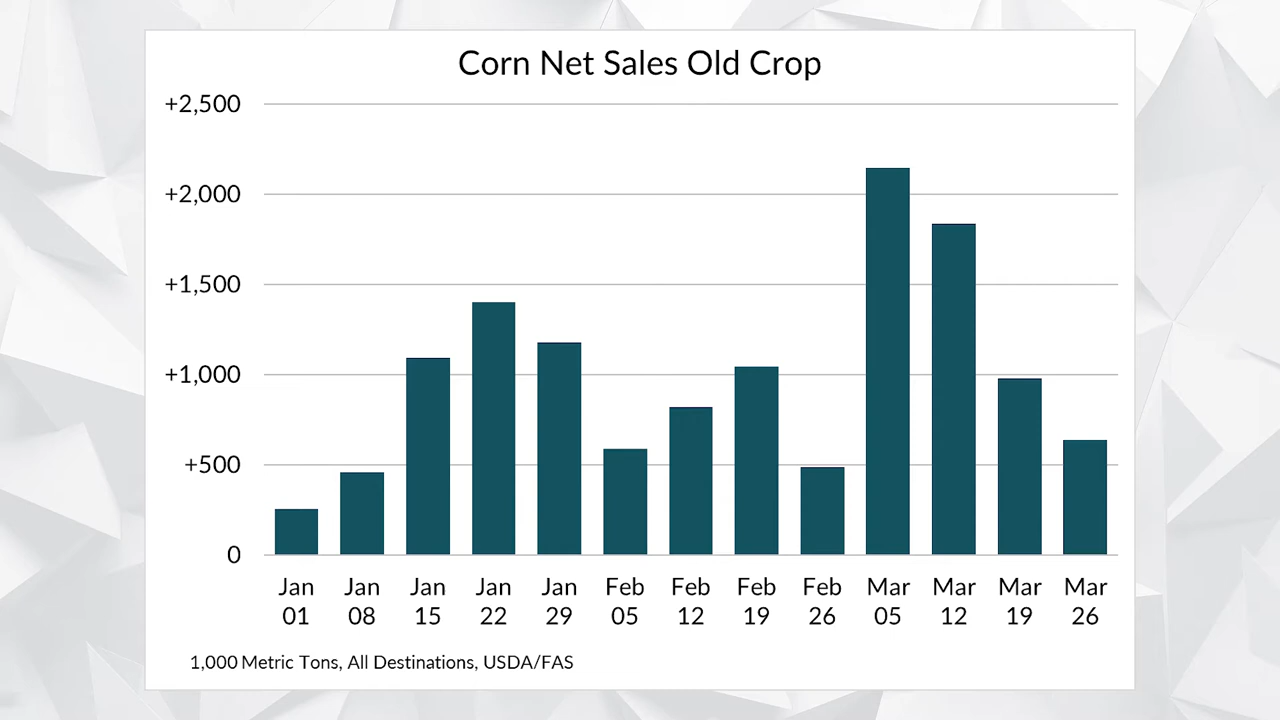 Corn Net Sales Old Crop
+2,500
+2,000
+1,500
+1,000
+500
0
Jan Jan Jan Jan Jan Feb Feb Feb Feb Mar Mar Mar Mar
01 08 15 22 29 05 12 19 26 05 12 19 26
1,000 Metric Tons, All Destinations, USDA/FAS